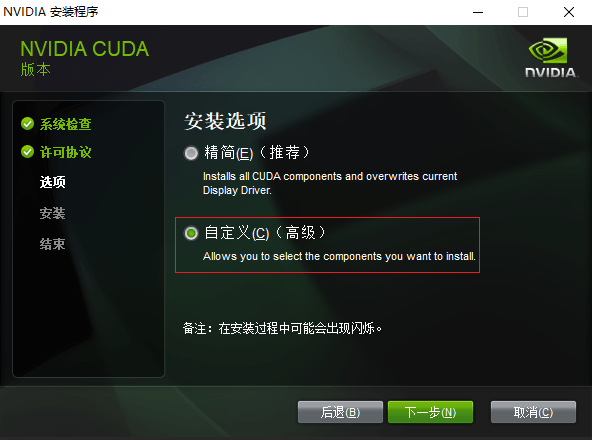 NVIDIA 安装程序
NVIDIA CUDA
版本
NVIDIA.
系统检查
许可协议
选项
安装
结束
安装选项
精简(E)（推荐）
Installs all CUDA components and overwrites current
Display Driver.
自定义(C)（高级）
Allows you to select the components you want to install.
备注：在安装过程中可能会出现闪烁。
后退(B)
下一步(N)
取消(C)